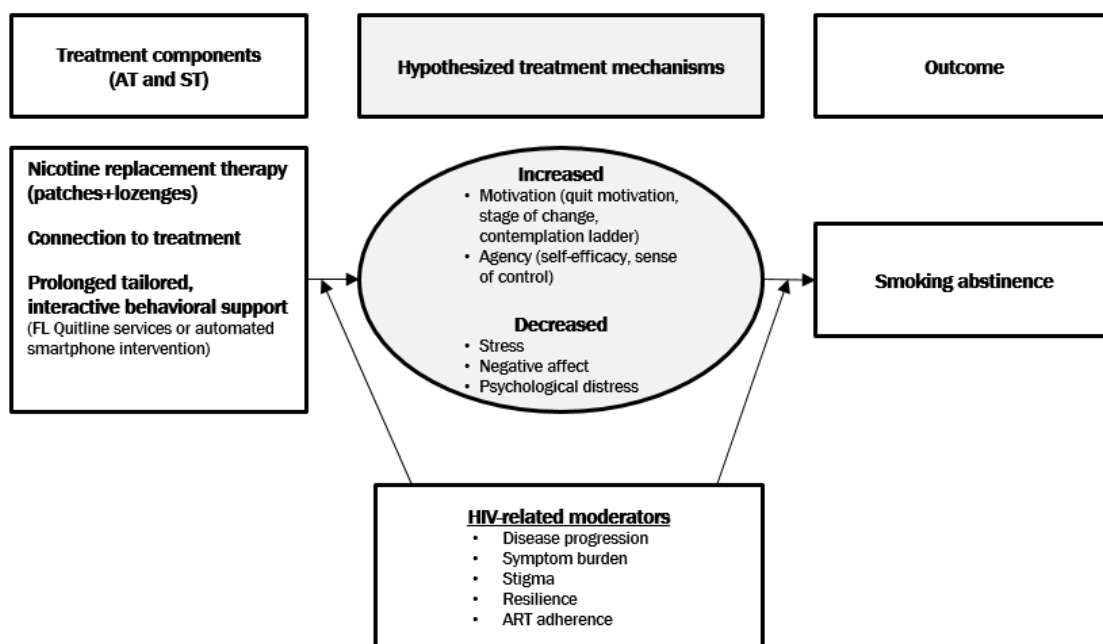 Treatment components
(AT and ST)
Hypothesized treatment mechanisms
Outcome
Nicotine replacement therapy
(patches+lozenges)
Connection to treatment
Prolonged tailored,
interactive behavioral support
(FL Quitline services or automated
smartphone intervention)
Increased
• Motivation (quit motivation,
stage of change,
contemplation ladder)
• Agency (self-efficacy, sense
of control)
Decreased
• Stress
• Negative affect
• Psychological distress
Smoking abstinence
HIV-related moderators
• Disease progression
• Symptom burden
• Stigma
• Resilience
• ART adherence